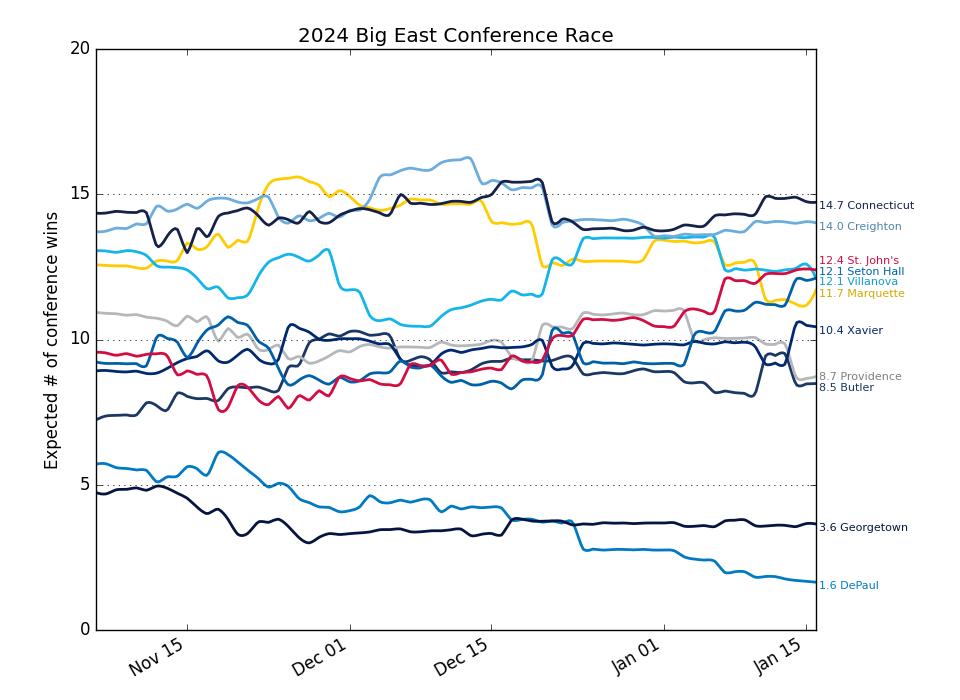 2024 Big East Conference Race
Expected # of conference wins
20
15
10
5
0
Nov 15
Dec 01
Dec 15
Jan 01
Jan 15
14.7 Connecticut
14.0 Creighton
12.4 St. John's
12.1 Seton Hall
12.1 Villanova
11.7 Marquette
10.4 Xavier
8.7 Providence
8.5 Butler
3.6 Georgetown
1.6 DePaul